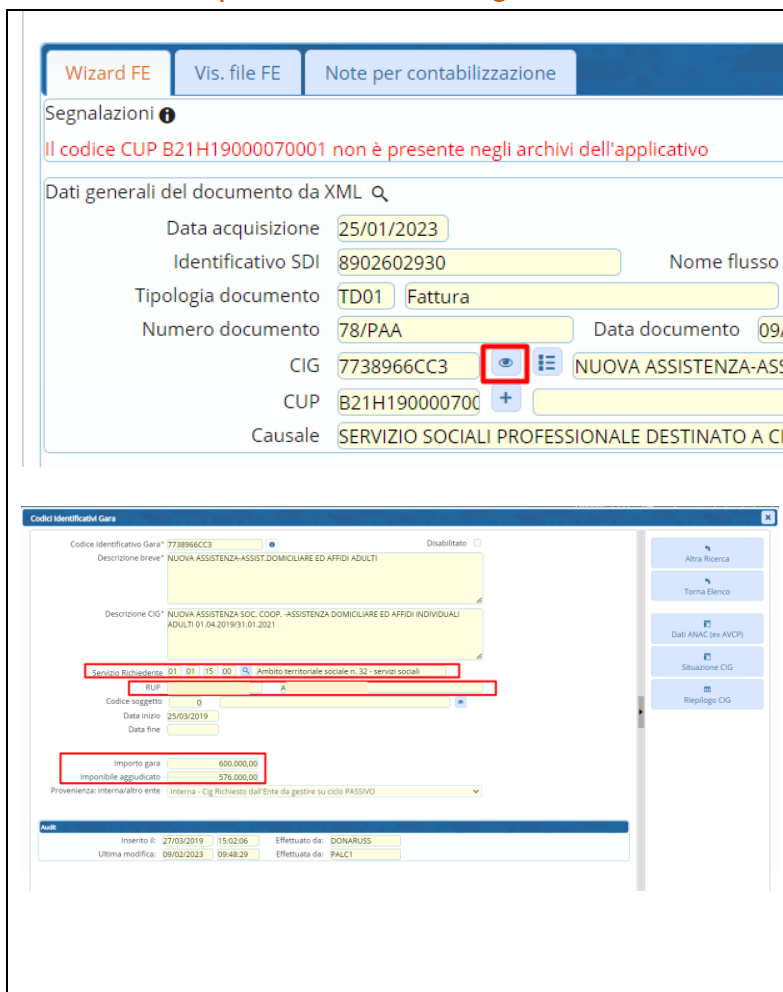 Wizard FE Vis. file FE Note per contabilizzazione
Segnalazioni
Il codice CUP B21H19000070001 non è presente negli archivi dell'applicativo
Dati generali del documento da XML
Data acquisizione 25/01/2023
Identificativo SDI 8902602930 Nome flusso
Tipologia documento TD01 Fattura
Numero documento 78/PAA Data documento 09/
CIG 7738966CC3 NUOVA ASSISTENZA-ASS
CUP B21H190000700 +
Causale SERVIZIO SOCIALI PROFESSIONALE DESTINATO A
Codici Identificativi Gara
Codice Identificativo Gara* 7738966CC3 Disabilitato
Descrizione breve* NUOVA ASSISTENZA-ASSIST.DOMICILIARE ED AFFIDI ADULTI
Descrizione CIG* NUOVA ASSISTENZA SOC. COOP. -ASSISTENZA DOMICILIARE ED AFFIDI INDIVIDUALI
ADULTI 01.04.2019/31.01.2021
Servizio Richiedente 01 01 15 00 Ambito territoriale sociale n. 32 - servizi sociali
RUP A
Codice soggetto 0
Data inizio 25/03/2019
Data fine
Importo gara 600.000,00
Imponibile aggiudicato 576.000,00
Provenienza: interna/altro ente Interna - Cig Richiesto dall'Ente da gestire su ciclo PASSIVO
Altra Ricerca
Torna Elenco
Dati ANAC (ex AVCP)
Situazione CIG
Riepilogo CIG
Audit
Inserito il: 27/03/2019 15:02:06 Effettuato da: DONARUSS
Ultima modifica: 09/02/2023 09:48:29 Effettuata da: PALC1